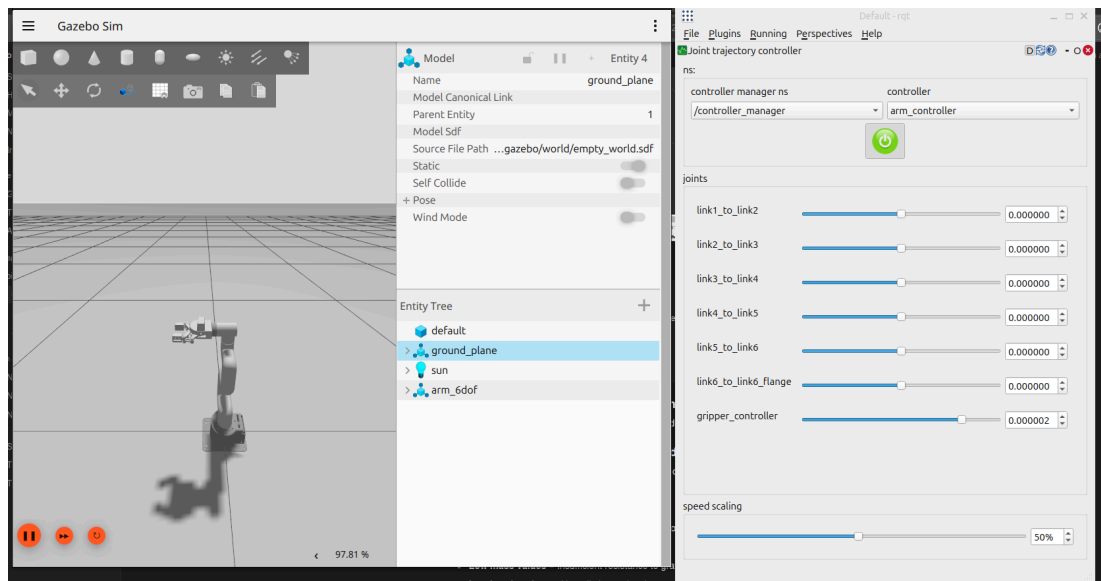 Gazebo Sim
Model
Entity 4
Name ground_plane
Model Canonical Link
Parent Entity 1
Model Sdf
Source File Path ...gazebo/world/empty_world.sdf
Static
Self Collide
+ Pose
Wind Mode
Entity Tree
default
ground_plane
sun
arm_6dof
97.81 %
Default - rqt
File Plugins Running Perspectives Help
Joint trajectory controller
D
O
ns:
controller manager ns controller
/controller_manager arm_controller
joints
link1_to_link2 0.000000
link2_to_link3 0.000000
link3_to_link4 0.000000
link4_to_link5 0.000000
link5_to_link6 0.000000
link6_to_link6_flange 0.000000
gripper_controller 0.000002
speed scaling
50%